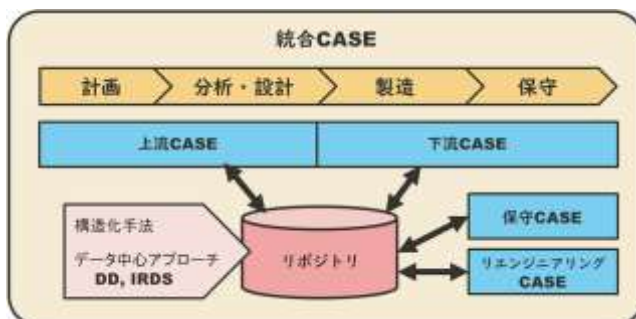 統合CASE
計画
分析・設計
製造
保守
上流CASE
下流CASE
構造化手法
データ中心アプローチ
DD, IRDS
リポジトリ
保守CASE
リエンジニアリング
CASE